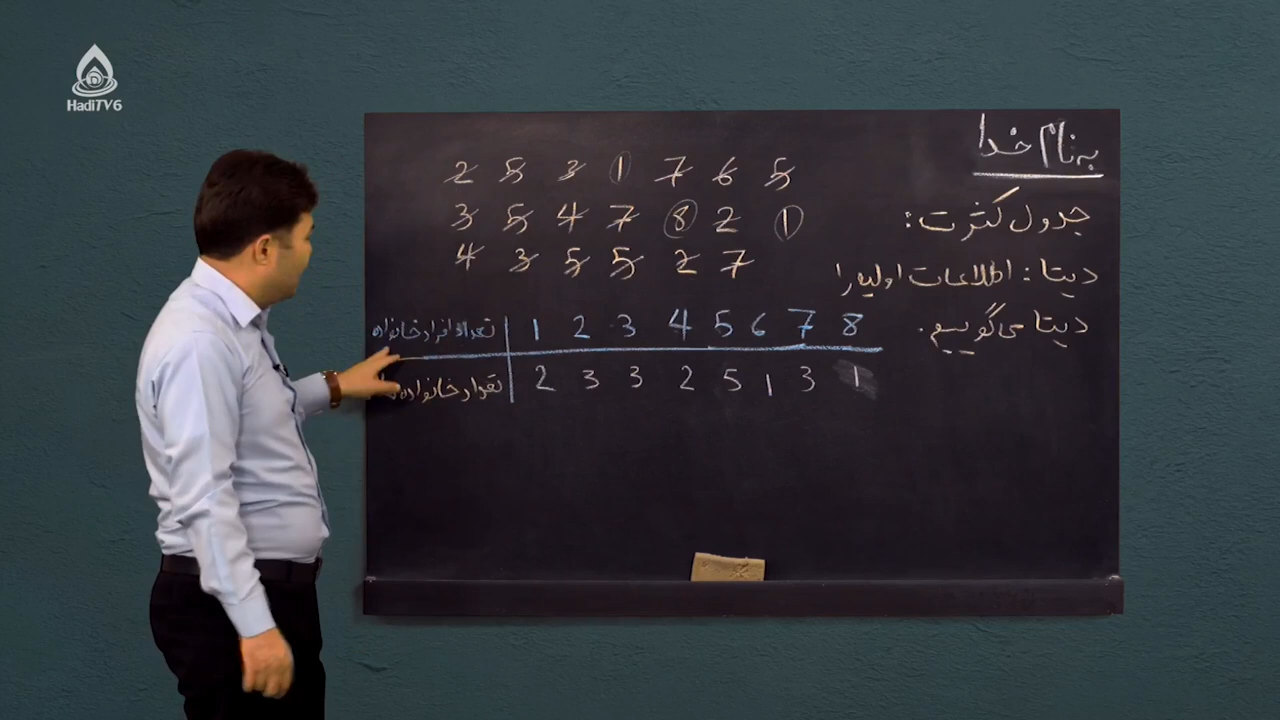 HadiTV6
به نام خدا
جدول کثرت:
دیتا: اطلاعات اولیه را
دیتا می گوییم.
2 5 3 1 7 6 5
3 5 4 7 8 2 1
4 3 5 5 2 7
تعداد افراد خانواده 1 2 3 4 5 6 7 8
تعداد خانواده 2 3 3 2 5 1 3 1